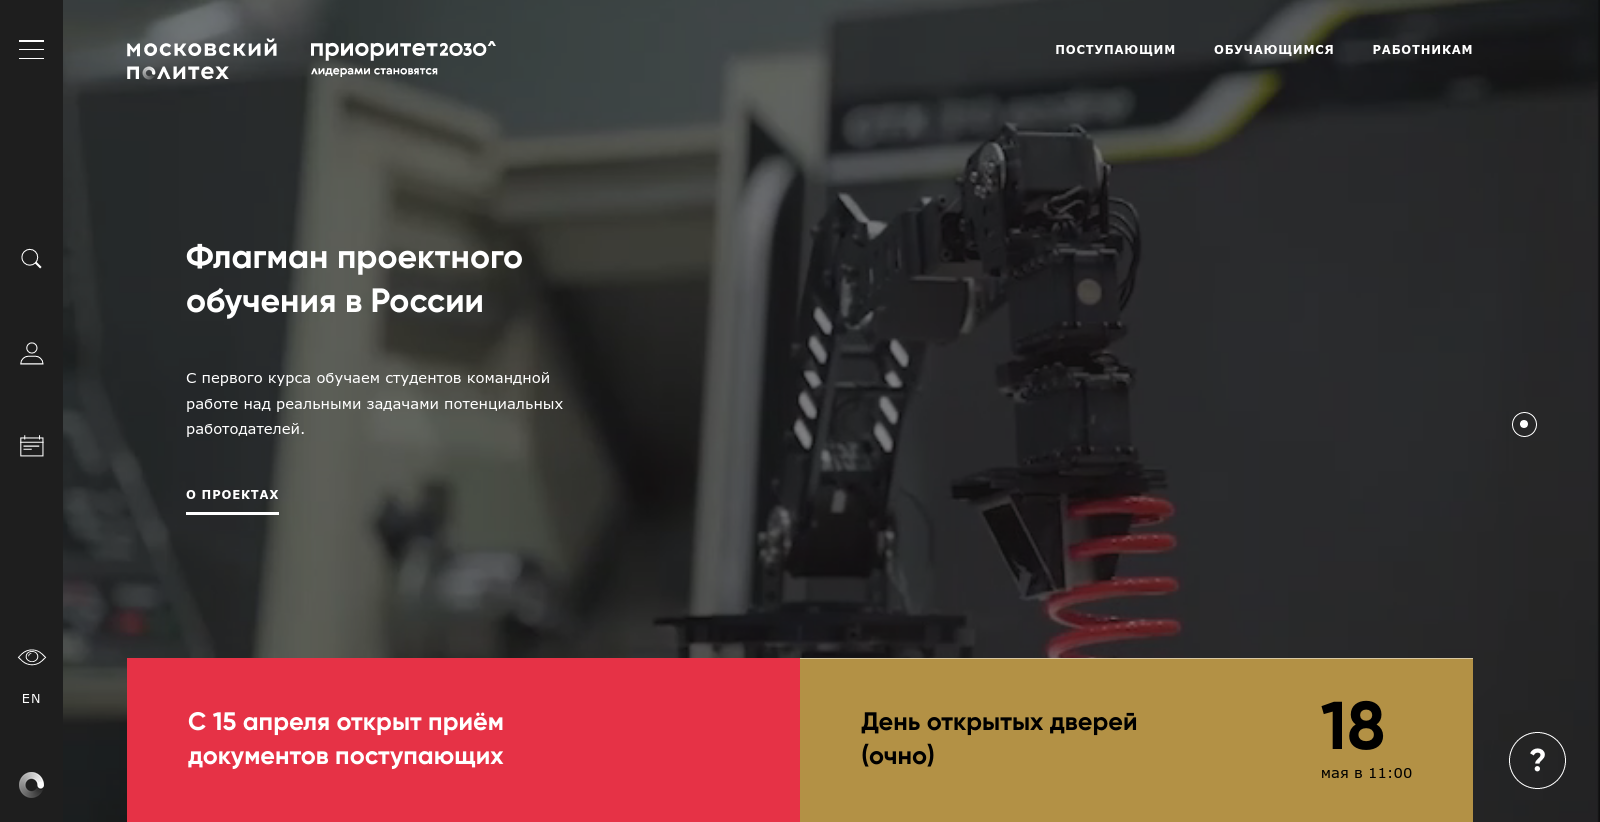 московский
политех
приоритет2030^
лидерами становятся
ПОСТУПАЮЩИМ
ОБУЧАЮЩИМСЯ
РАБОТНИКАМ
Флагман проектного
обучения в России
С первого курса обучаем студентов командной
работе над реальными задачами потенциальных
работодателей.
О ПРОЕКТАХ
EN
С 15 апреля открыт приём
документов поступающих
День открытых дверей
(очно)
18
мая в 11:00
?